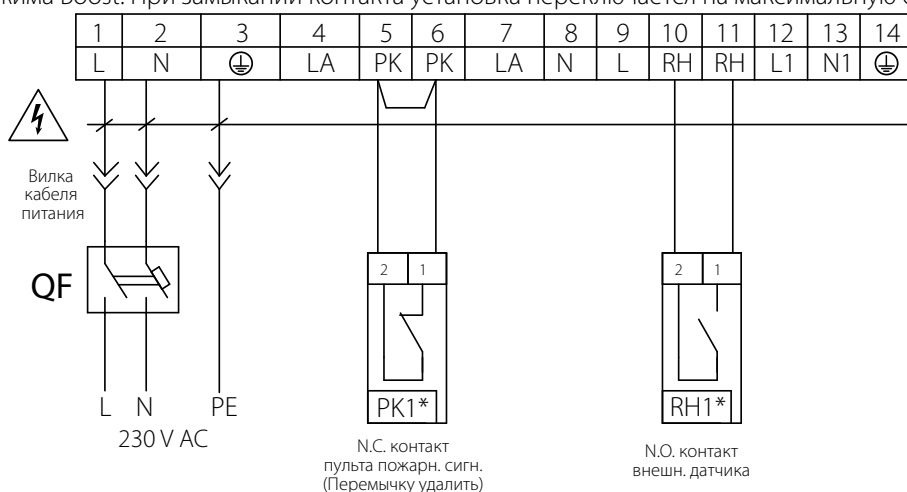 режима Boost. При замыкании контакта установка переключается на максимальную
1 2 3 4 5 6 7 8 9 10 11 12 13 14
L N LA PK PK LA N L RH RH L1 N1
Вилка
кабеля
питания
2 1 2 1
QF
PK1* RH1*
L N PE
230 V AC
N.C. контакт
пульта пожарн. сигн.
(Перемычку удалить)
N.O. контакт
внешн. датчика